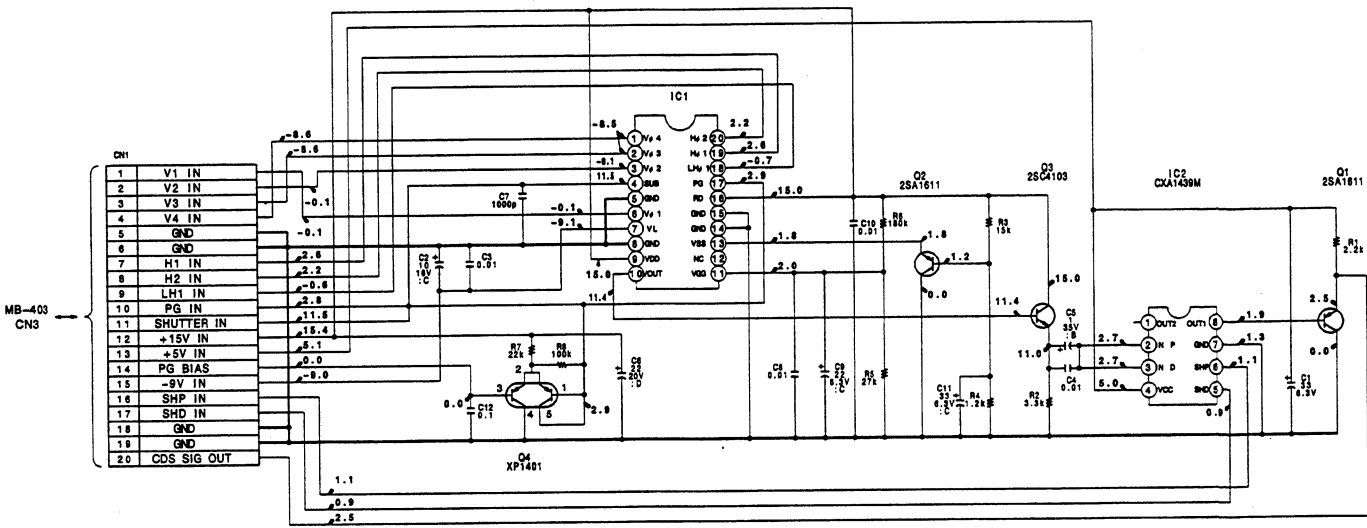 IC1
-8.6
-8.5
1 Vφ4
Hφ2 20
2.2
-8.6
2 Vφ3
Hφ1 19
2.6
CN1
-8.1
3 Vφ2
LHφ1 18
-0.7
11.5
4 SUB
PG 17
2.9
Q2
2SA1611
Q3
2SC4103
IC2
CXA1439M
Q1
2SA1611
1 V1 IN
2 V2 IN
3 V3 IN
4 V4 IN
5 GND
6 GND
7 H1 IN
8 H2 IN
9 LH1 IN
10 PG IN
11 SHUTTER IN
12 +15V IN
13 +5V IN
14 PG BIAS
15 -9V IN
16 SHP IN
17 SHD IN
18 GND
19 GND
20 CDS SIG OUT
MB-403
CN3
-0.1
-0.1
2.6
2.2
-0.6
2.8
11.5
15.4
5.1
0.0
-9.0
C7
1000p
5 GND
RD 16
15.0
-0.1
6 Vφ1
GND 15
-9.1
7 VL
GND 14
8 GND
VSS 13
1.8
1.8
9 VDD
NC 12
15.0
10 VOUT
VGG 11
2.0
11.4
C2
10
16V
:C
C3
0.01
C10
0.01
R6
180k
R3
15k
1.2
0.0
15.0
11.4
11.0
R1
2.2k
C5
1
35V
:B
C4
0.01
2.7
2.7
5.0
1 OUT2
OUT1 8
2 N P
GND 7
3 N D
SHP 6
4 VCC
SHD 5
1.9
1.3
1.1
0.9
2.5
0.0
R7
22k
R8
100k
C6
22
20V
:D
2
3
1
4
5
0.0
2.9
C12
0.1
Q4
XP1401
C8
0.01
C9
22
6.3V
:C
R5
27k
C11
33
6.3V
:C
R4
1.2k
R2
3.3k
C1
33
6.3V
1.1
0.9
2.5